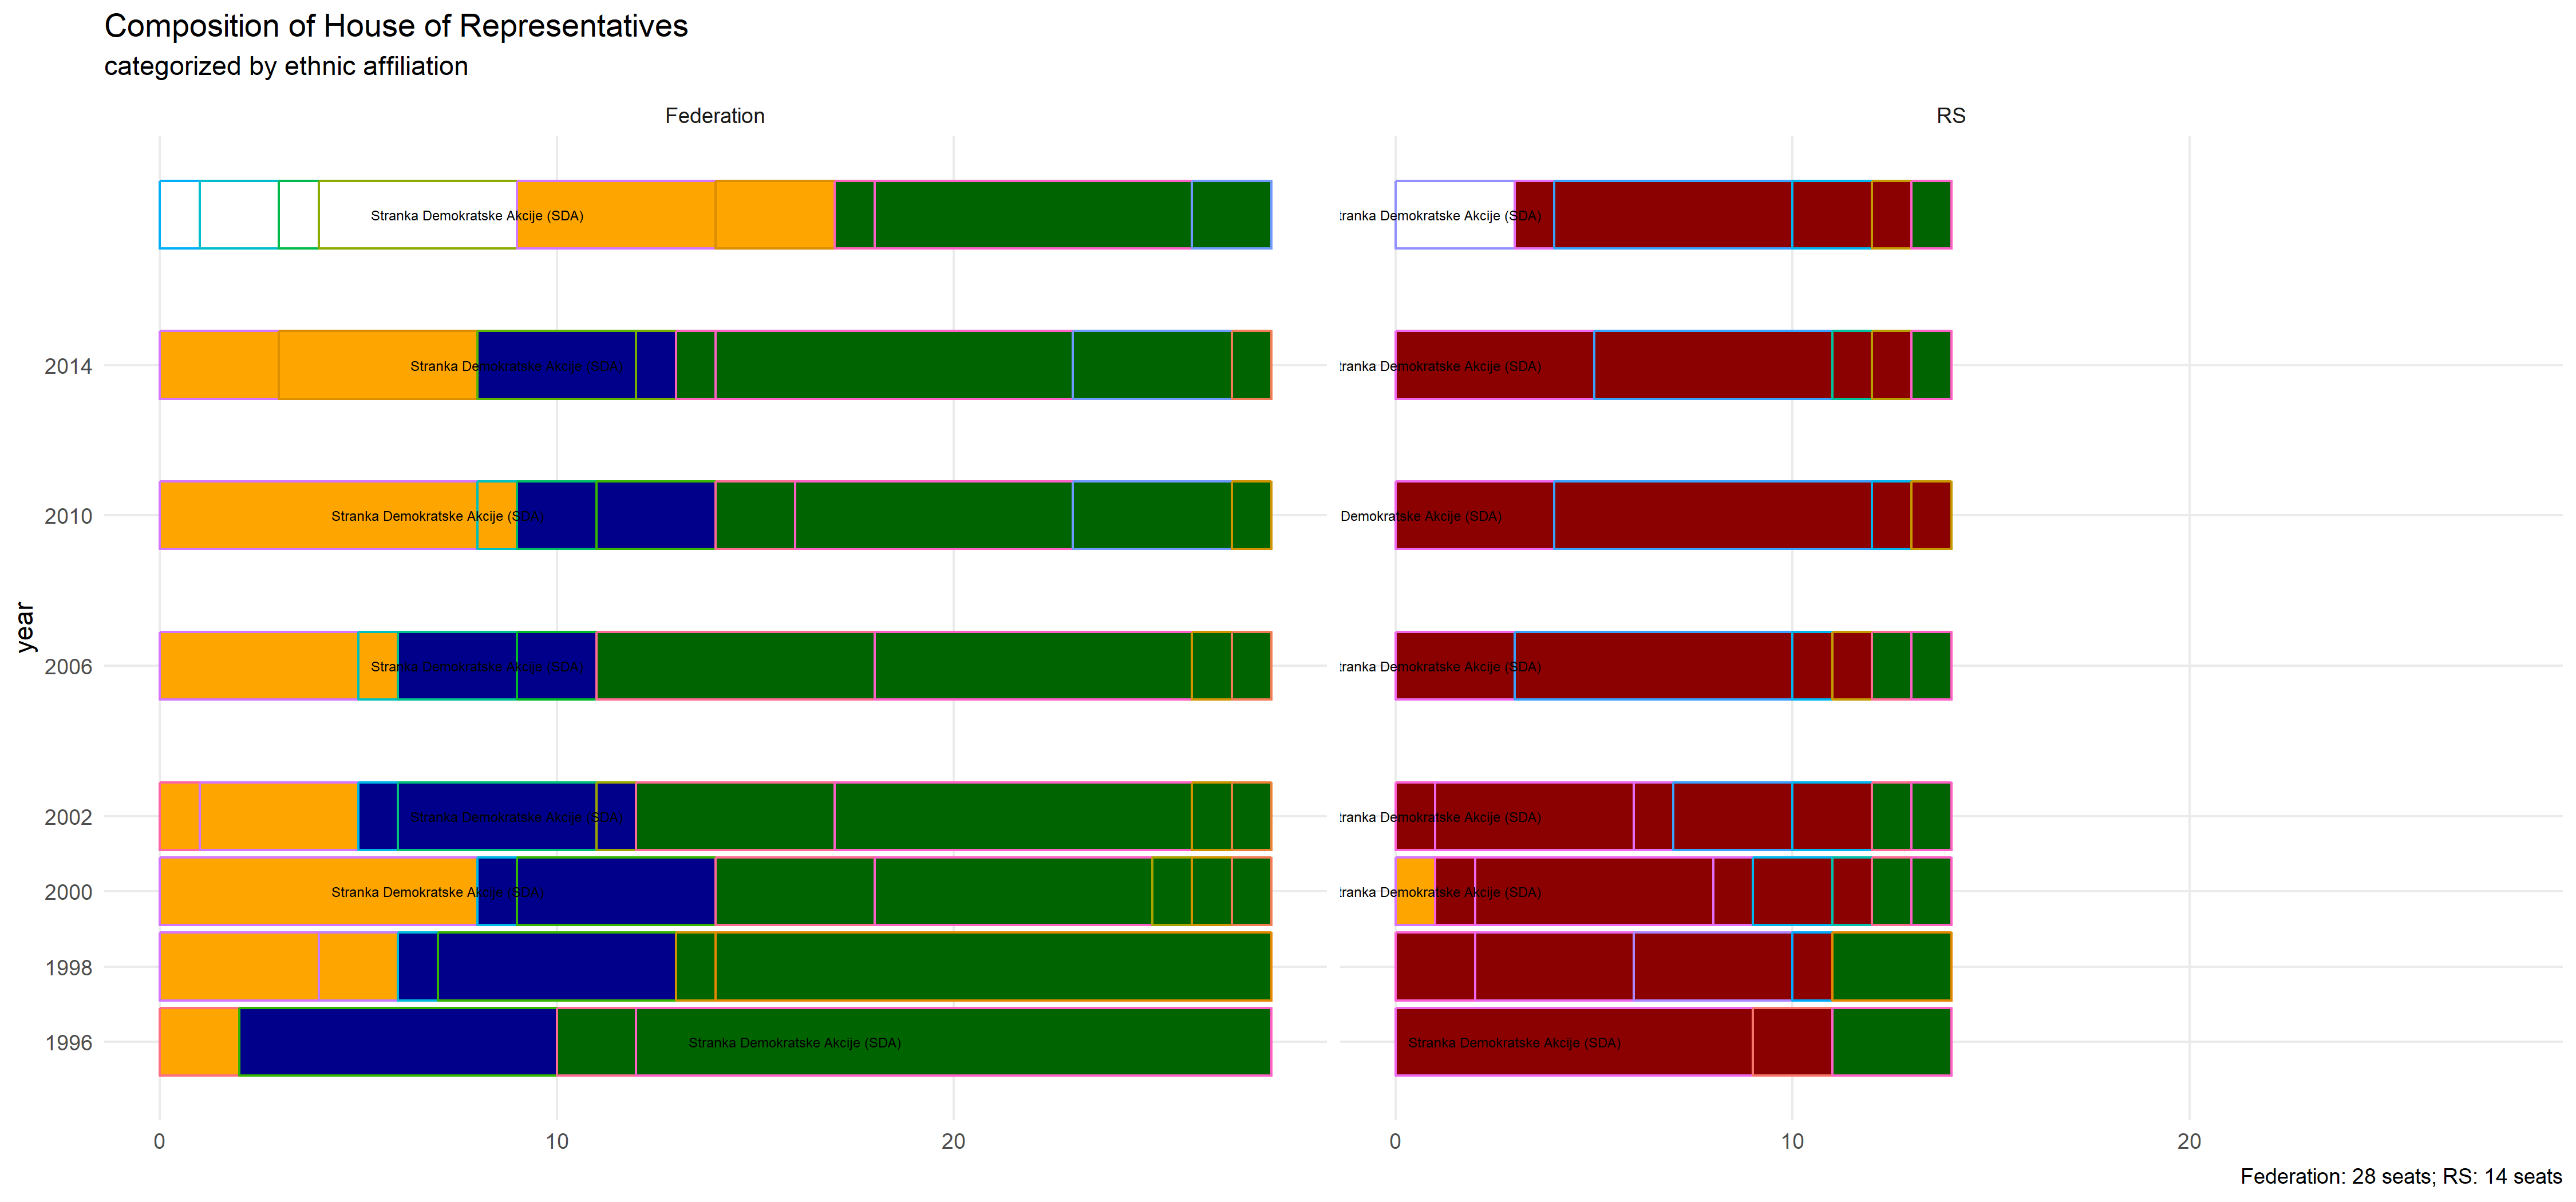 Composition of House of Representatives
categorized by ethnic affiliation
Federation
RS
Stranka Demokratske Akcije (SDA)
tranka Demokratske Akcije (SDA)
2014
Stranka Demokratske Akcije (SDA)
tranka Demokratske Akcije (SDA)
2010
Stranka Demokratske Akcije (SDA)
Demokratske Akcije (SDA)
year
2006
Stranka Demokratske Akcije (SDA)
tranka Demokratske Akcije (SDA)
2002
Stranka Demokratske Akcije (SDA)
tranka Demokratske Akcije (SDA)
2000
Stranka Demokratske Akcije (SDA)
tranka Demokratske Akcije (SDA)
1998
1996
Stranka Demokratske Akcije (SDA)
Stranka Demokratske Akcije (SDA)
0 10 20
0 10 20
Federation: 28 seats; RS: 14 seats